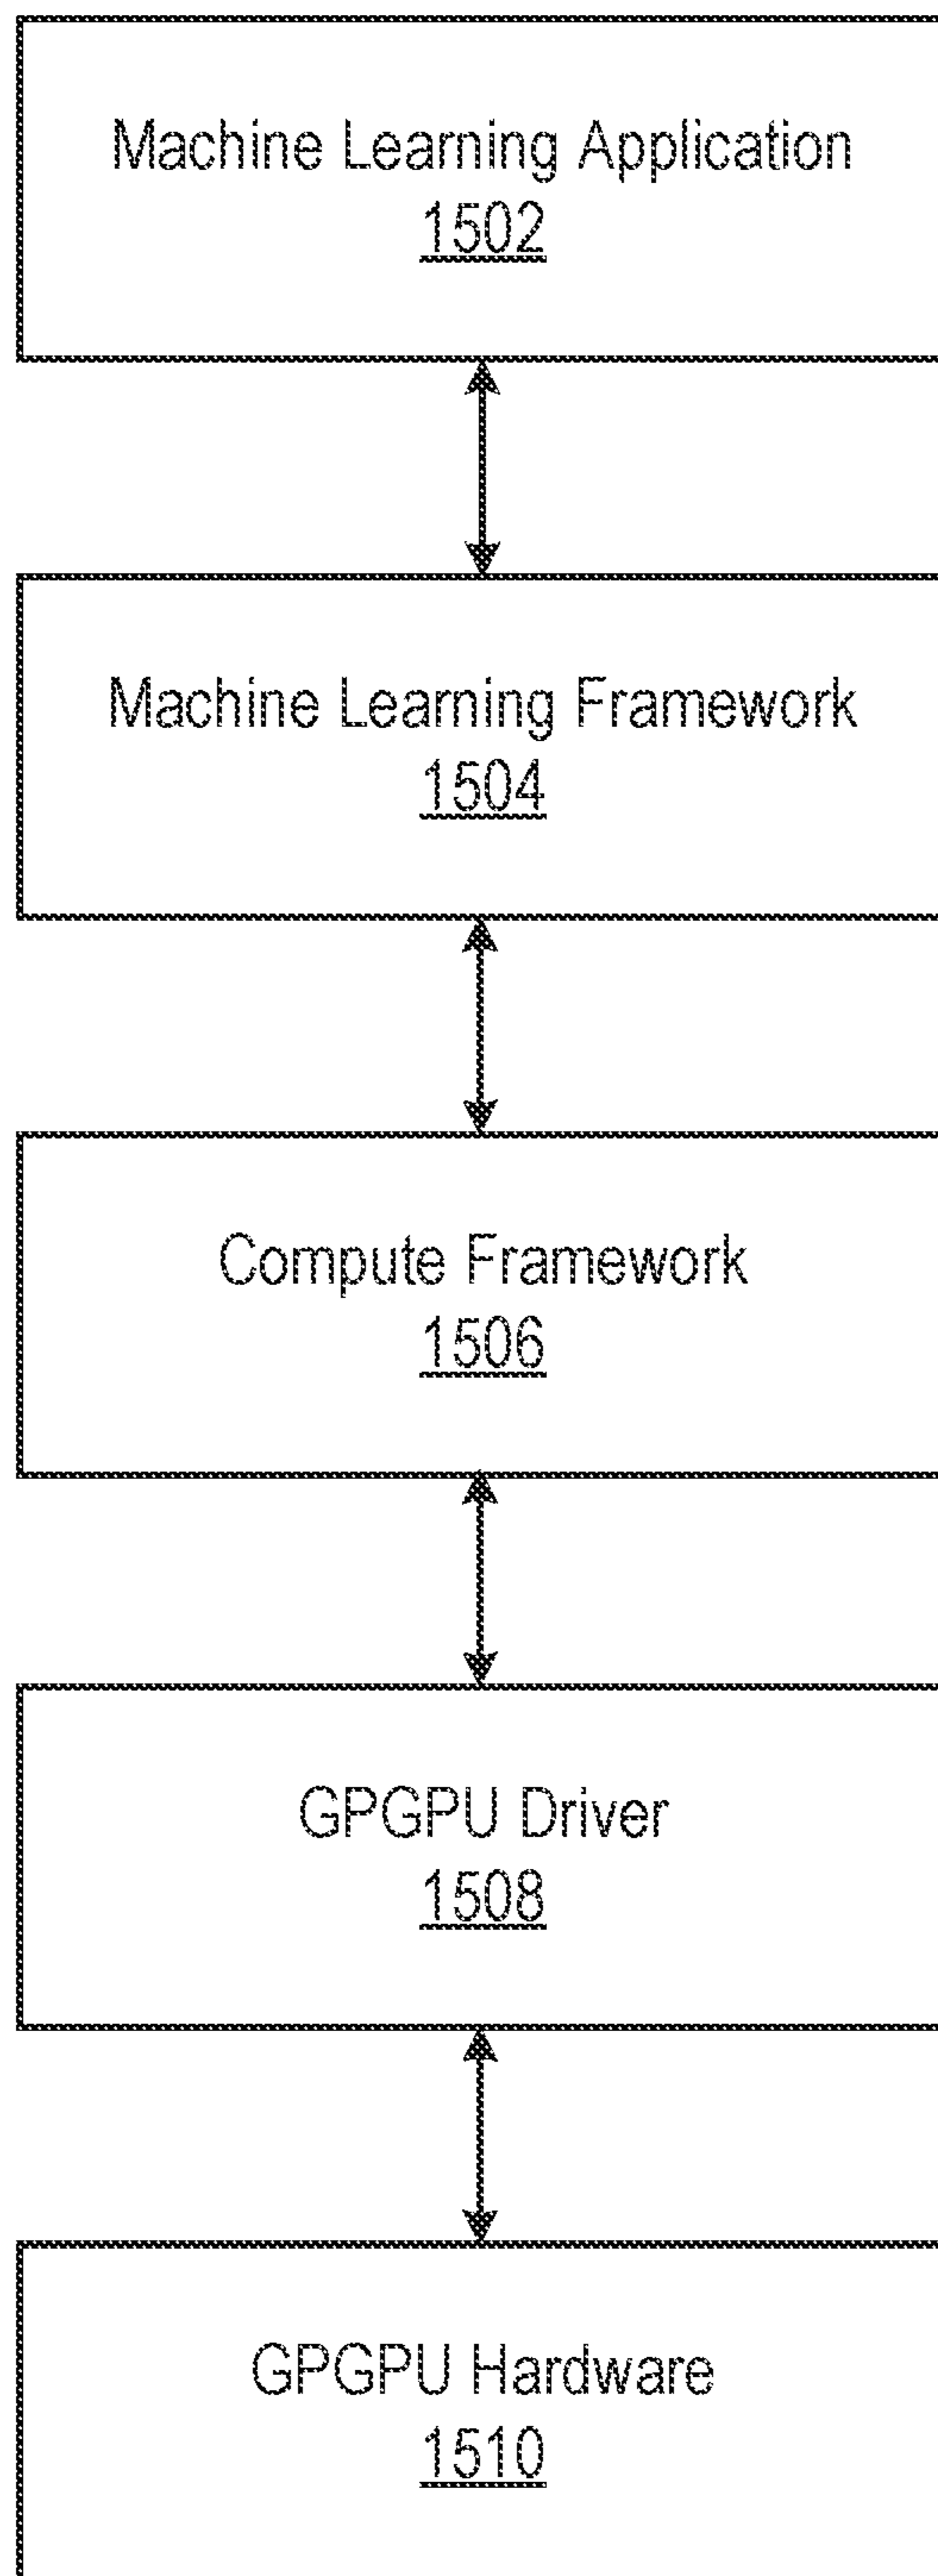 Machine Learning Application
1502
Machine Learning Framework
1504
Compute Framework
1506
GPGPU Driver
1508
GPGPU Hardware
1510